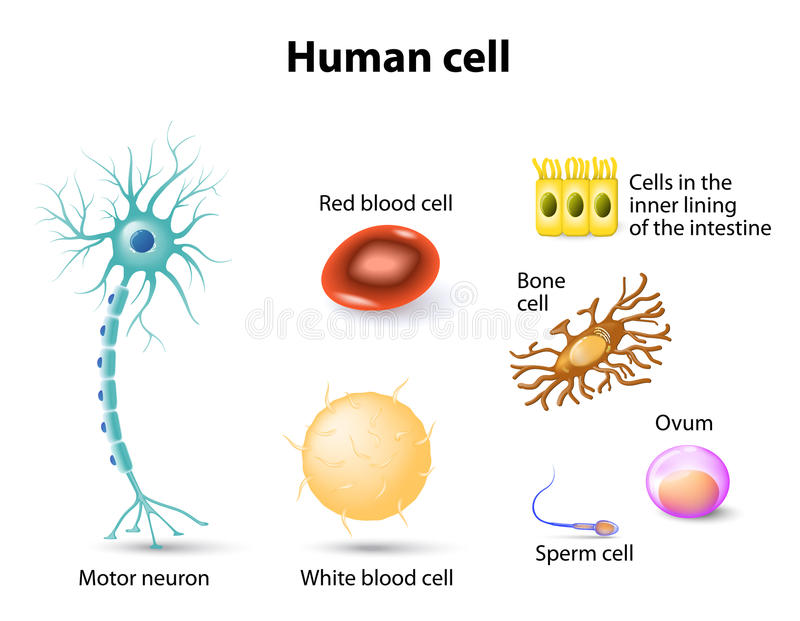 Human cell
Red blood cell
Cells in the
inner lining
of the intestine
Bone
cell
Ovum
Sperm cell
Motor neuron
White blood cell
dreamstime